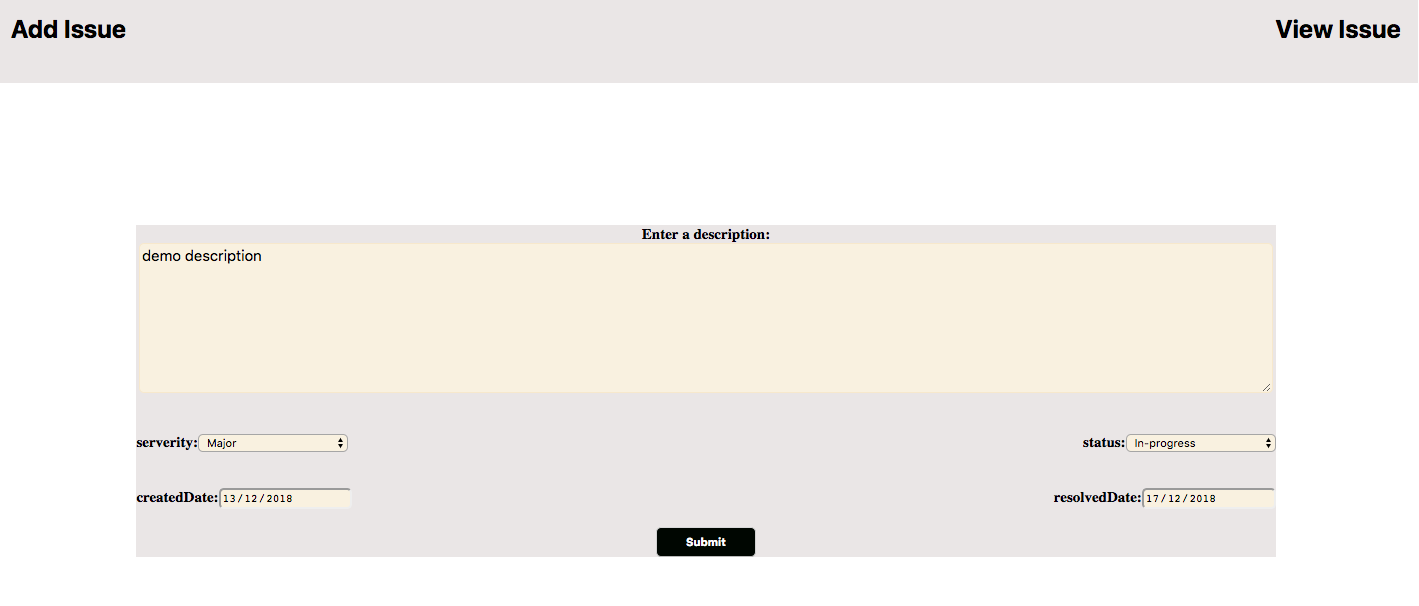 Add Issue View Issue
Enter a description:
demo description
serverity: Major status: In-progress
createdDate: 13/12/2018 resolvedDate: 17/12/2018
Submit